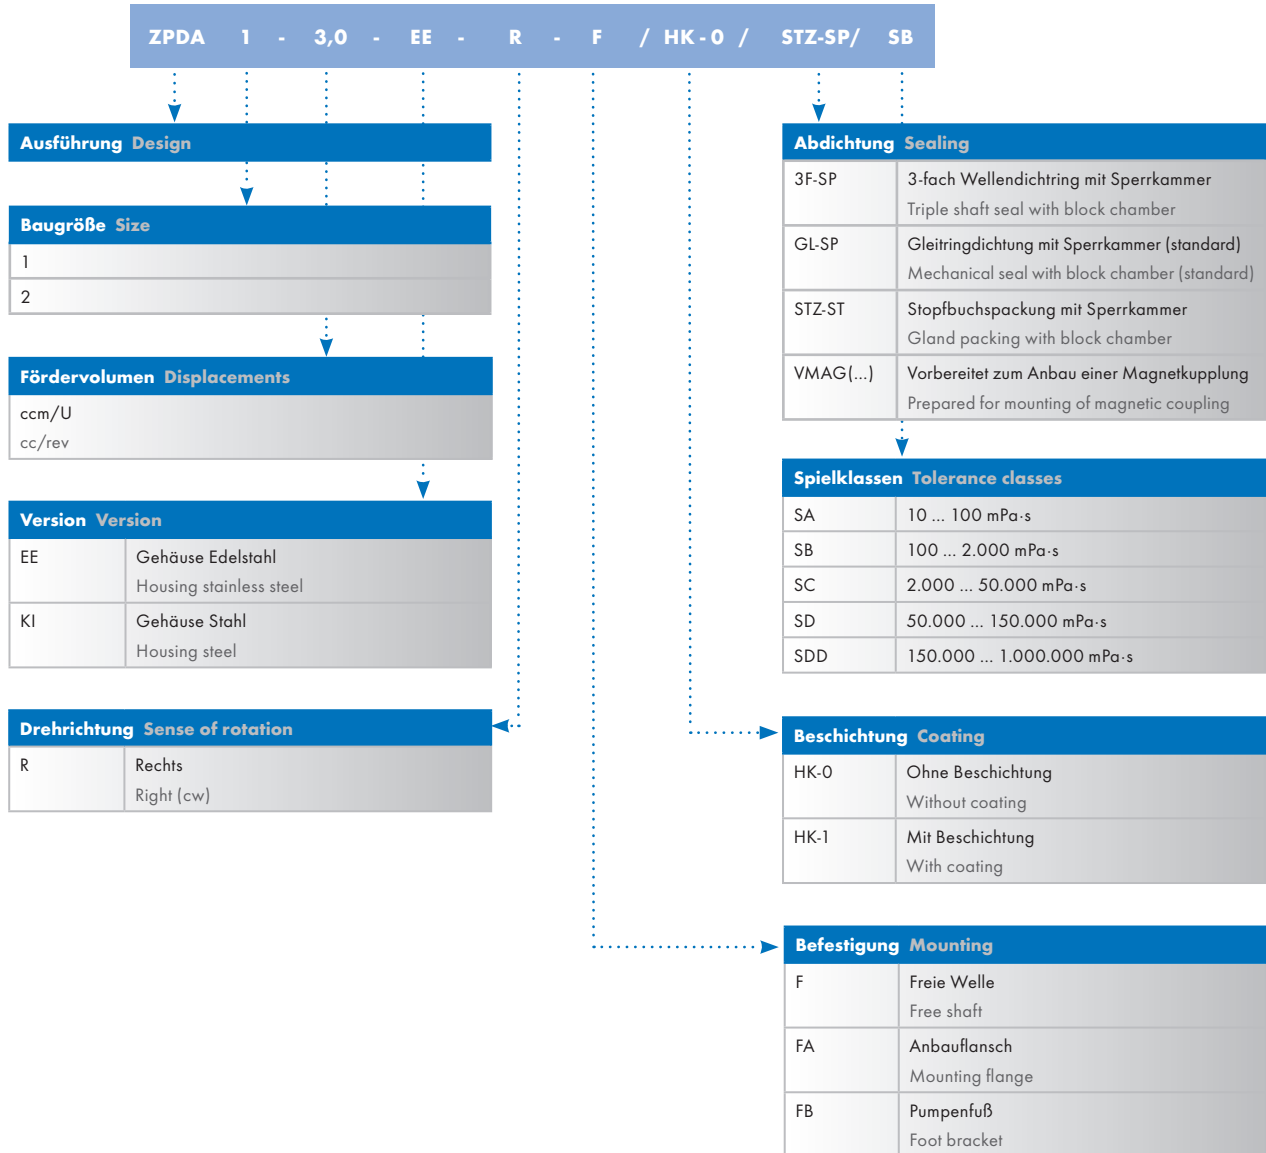 ZPDA 1 - 3,0 - EE - R - F / HK-0 / STZ-SP/ SB
Ausführung Design
Baugröße Size
1
2
Fördervolumen Displacements
ccm/U
cc/rev
Version Version
EE Gehäuse Edelstahl
Housing stainless steel
KI Gehäuse Stahl
Housing steel
Drehrichtung Sense of rotation
R Rechts
Right (cw)
Abdichtung Sealing
3F-SP 3-fach Wellendichtring mit Sperrkammer
Triple shaft seal with block chamber
GL-SP Gleitringdichtung mit Sperrkammer (standard)
Mechanical seal with block chamber (standard)
STZ-ST Stopfbuchspackung mit Sperrkammer
Gland packing with block chamber
VMAG(...) Vorbereitet zum Anbau einer Magnetkupplung
Prepared for mounting of magnetic coupling
Spielklassen Tolerance classes
SA 10 ... 100 mPa·s
SB 100 ... 2.000 mPa·s
SC 2.000 ... 50.000 mPa·s
SD 50.000 ... 150.000 mPa·s
SDD 150.000 ... 1.000.000 mPa·s
Beschichtung Coating
HK-0 Ohne Beschichtung
Without coating
HK-1 Mit Beschichtung
With coating
Befestigung Mounting
F Freie Welle
Free shaft
FA Anbauflansch
Mounting flange
FB Pumpenfuß
Foot bracket